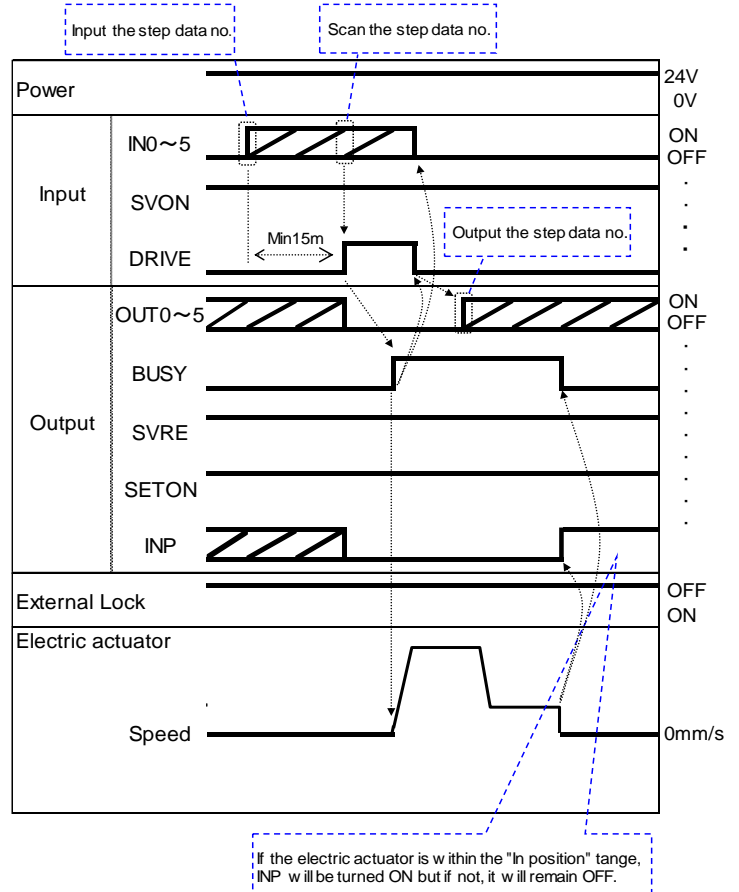 Input the step data no.
Scan the step data no.
Power
24V
0V
Input
IN0～5
ON
OFF
SVON
DRIVE
Min15m
Output the step data no.
Output
OUT0～5
ON
OFF
BUSY
SVRE
SETON
INP
External Lock
OFF
ON
Electric actuator
Speed
0mm/s
If the electric actuator is within the "In position" tange,
INP will be turned ON but if not, it will remain OFF.